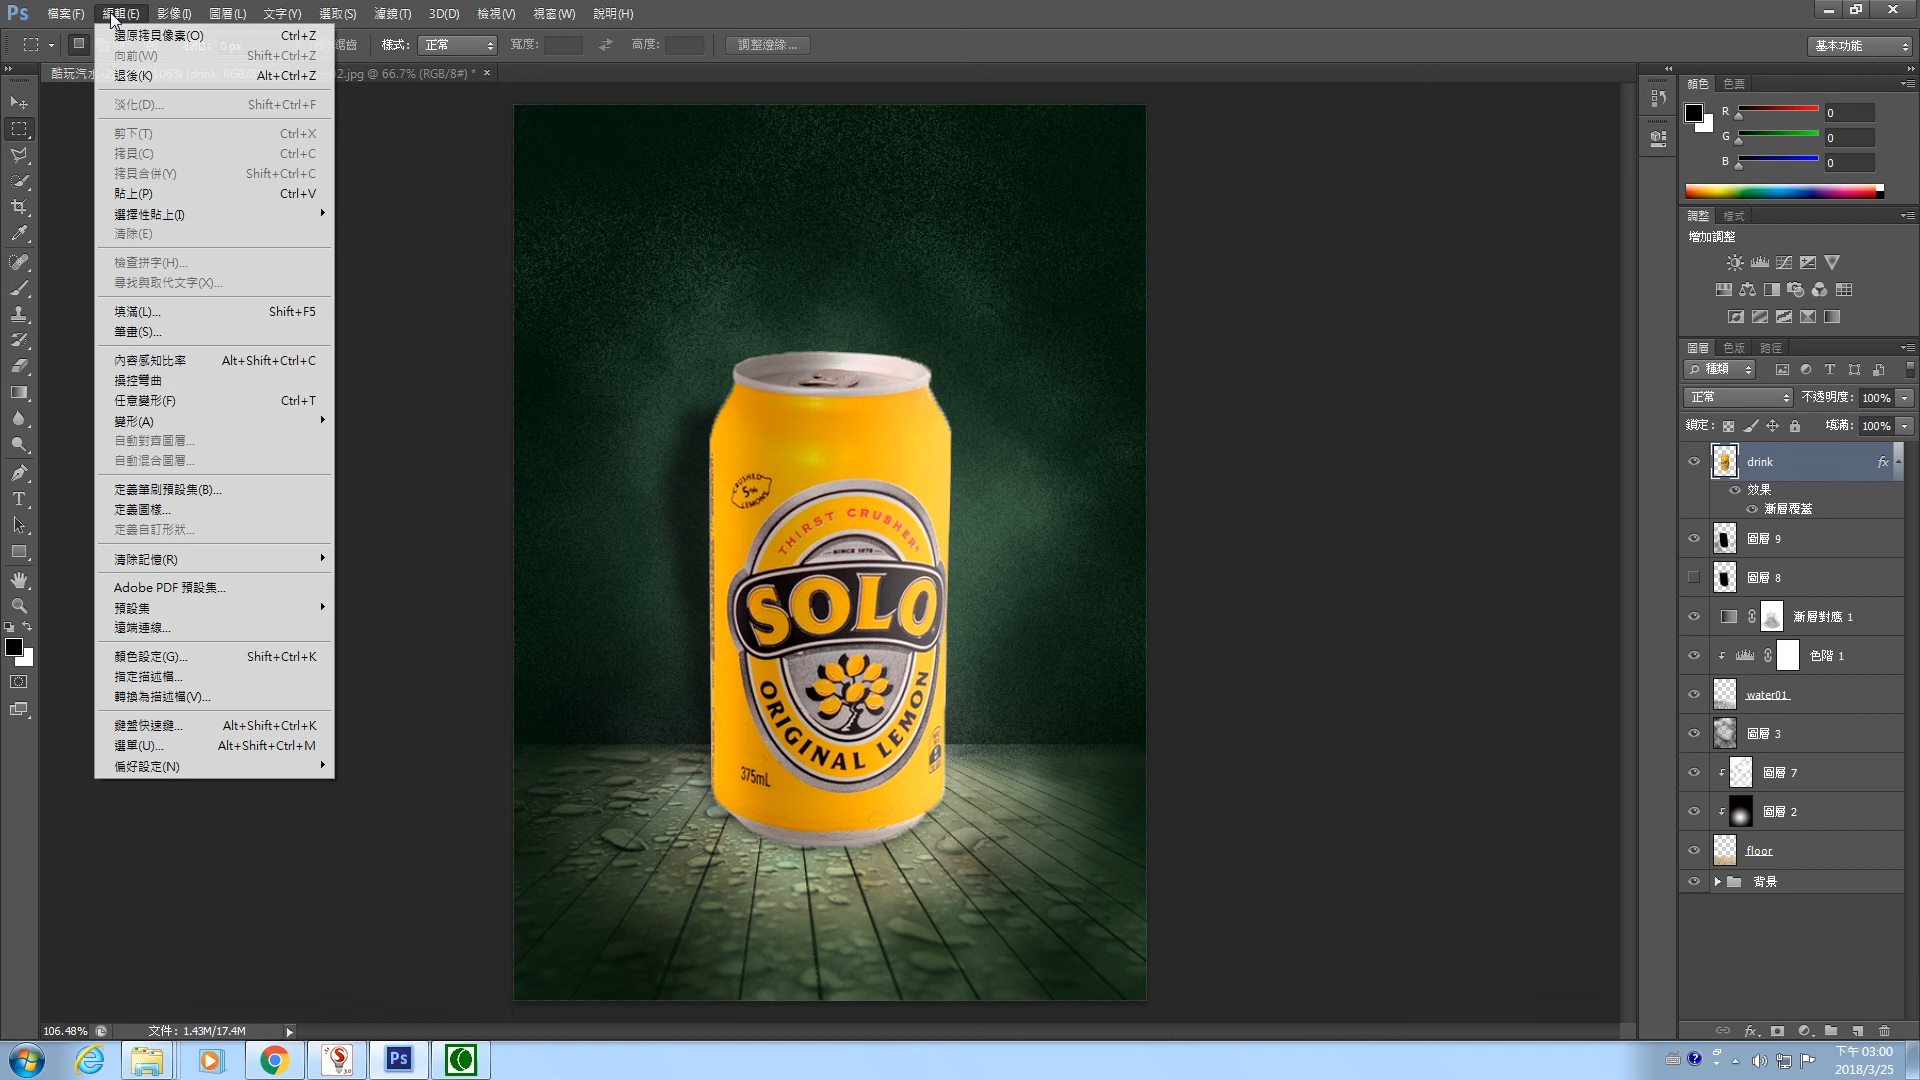 Ps 檔案(F) 編輯(E) 影像(I) 圖層(L) 文字(Y) 選取(S) 濾鏡(T) 3D(D) 檢視(V) 視窗(W) 說明(H)
樣式： 正常 寬度： 高度： 調整邊緣... 基本功能
酷玩汽水 106% (drink, RGB/8 2.jpg @ 66.7% (RGB/8#) * ×
還原拷貝像素(O) Ctrl+Z
向前(W) Shift+Ctrl+Z
退後(K) Alt+Ctrl+Z
淡化(D)... Shift+Ctrl+F
剪下(T) Ctrl+X
拷貝(C) Ctrl+C
拷貝合併(Y) Shift+Ctrl+C
貼上(P) Ctrl+V
選擇性貼上(I)
清除(E)
檢查拼字(H)...
尋找與取代文字(X)...
填滿(L)... Shift+F5
筆畫(S)...
內容感知比率 Alt+Shift+Ctrl+C
操控彎曲
任意變形(F) Ctrl+T
變形(A)
自動對齊圖層...
自動混合圖層...
定義筆刷預設集(B)...
定義圖樣...
定義自訂形狀...
清除記憶(R)
Adobe PDF 預設集...
預設集
遠端連線...
顏色設定(G)... Shift+Ctrl+K
指定描述檔...
轉換為描述檔(V)...
鍵盤快速鍵... Alt+Shift+Ctrl+K
選單(U)... Alt+Shift+Ctrl+M
偏好設定(N)
CRUSHED
5%
LEMONS
THIRST CRUSHER
SINCE 1973
SOLO
ORIGINAL LEMON
375mL
顏色 色票
R 0
G 0
B 0
調整 樣式
增加調整
圖層 色版 路徑
種類
正常 不透明度： 100%
鎖定： 填滿： 100%
drink fx
效果
漸層覆蓋
圖層 9
圖層 8
漸層對應 1
色階 1
water01
圖層 3
圖層 7
圖層 2
floor
背景
106.48% 文件：1.43M/17.4M
下午 03:00
2018/3/25